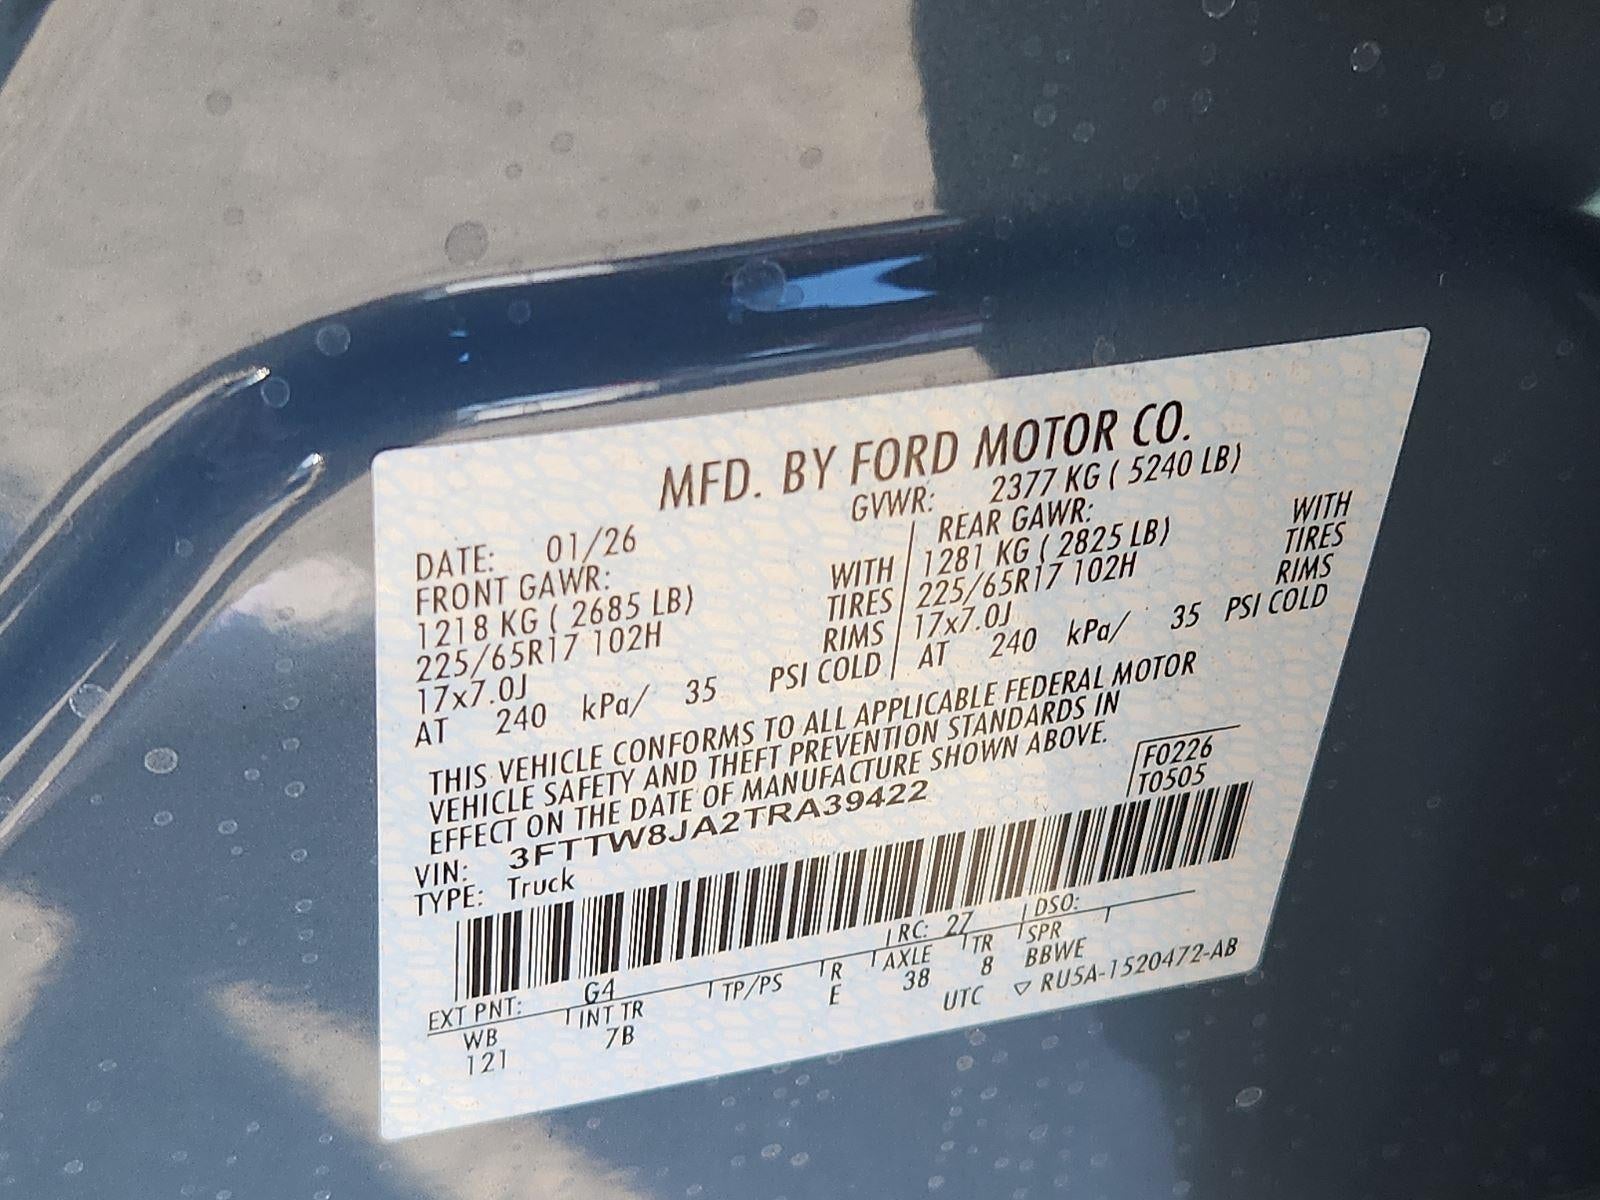 MFD. BY FORD MOTOR CO.
DATE: 01/26 GVWR: 2377 KG ( 5240 LB)
FRONT GAWR: REAR GAWR:
1218 KG ( 2685 LB) WITH 1281 KG ( 2825 LB) WITH
225/65R17 102H TIRES 225/65R17 102H TIRES
17x7.0J RIMS 17x7.0J RIMS
AT 240 kPa/ 35 PSI COLD AT 240 kPa/ 35 PSI COLD
THIS VEHICLE CONFORMS TO ALL APPLICABLE FEDERAL MOTOR
VEHICLE SAFETY AND THEFT PREVENTION STANDARDS IN
EFFECT ON THE DATE OF MANUFACTURE SHOWN ABOVE.
VIN: 3FTTW8JA2TRA39422
F0226
TYPE: Truck
T0505
EXT PNT: G4 RC: 27 DSO:
WB INT TR TP/PS R AXLE TR SPR
121 7B E 38 8 BBWE
UTC ▽ RU5A-1520472-AB